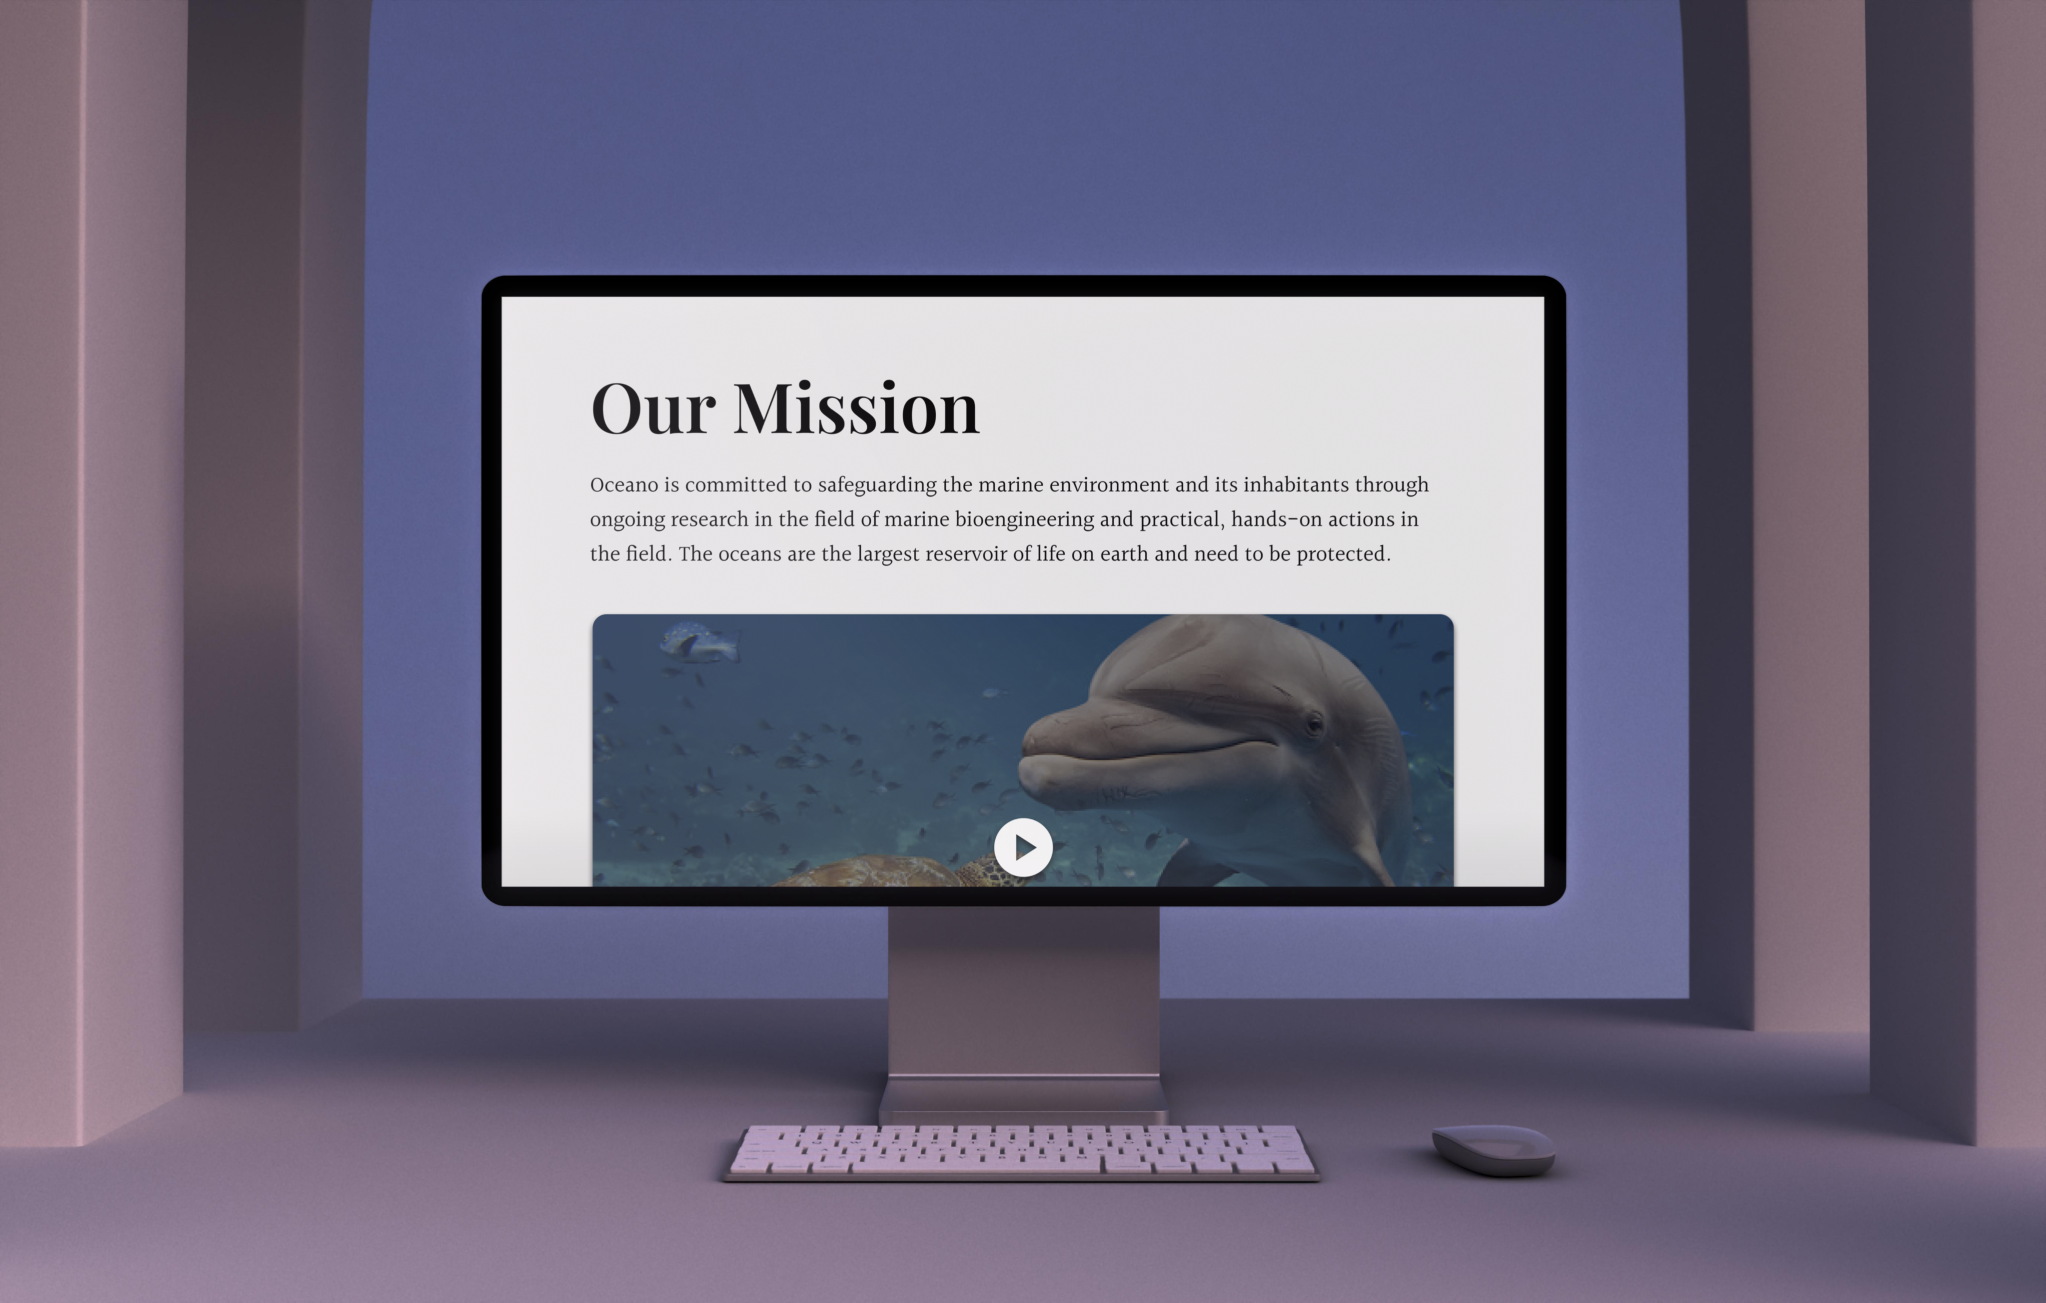 Our Mission
Oceano is committed to safeguarding the marine environment and its inhabitants through
ongoing research in the field of marine bioengineering and practical, hands-on actions in
the field. The oceans are the largest reservoir of life on earth and need to be protected.